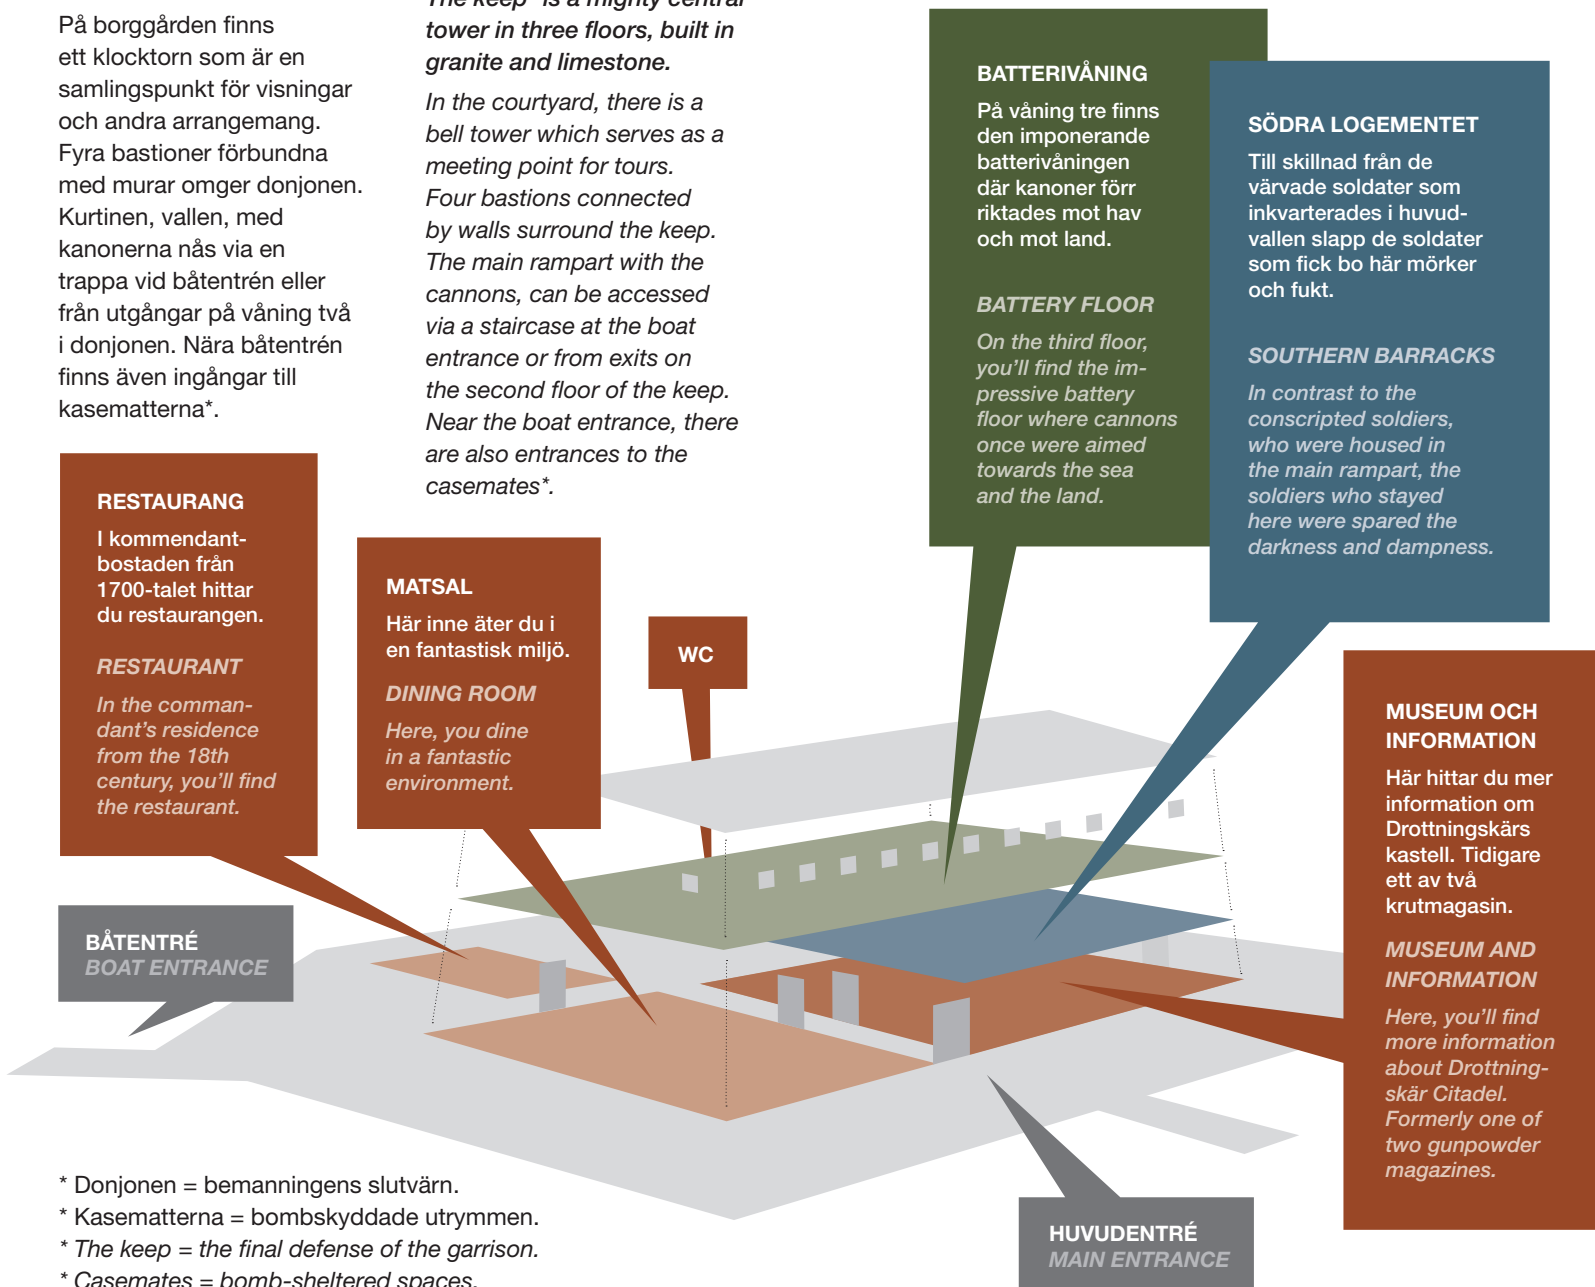 På borggården finns
ett klocktorn som är en
samlingspunkt för visningar
och andra arrangemang.
Fyra bastioner förbundna
med murar omger donjonen.
Kurtinen, vallen, med
kanonerna nås via en
trappa vid båtentrén eller
från utgångar på våning två
i donjonen. Nära båtentrén
finns även ingångar till
kasematterna*.
The keep* is a mighty central
tower in three floors, built in
granite and limestone.
In the courtyard, there is a
bell tower which serves as a
meeting point for tours.
Four bastions connected
by walls surround the keep.
The main rampart with the
cannons, can be accessed
via a staircase at the boat
entrance or from exits on
the second floor of the keep.
Near the boat entrance, there
are also entrances to the
casemates*.
BATTERIVÅNING
På våning tre finns
den imponerande
batterivåningen
där kanoner förr
riktades mot hav
och mot land.
BATTERY FLOOR
On the third floor,
you'll find the im-
pressive battery
floor where cannons
once were aimed
towards the sea
and the land.
SÖDRA LOGEMENTET
Till skillnad från de
värvade soldater som
inkvarterades i huvud-
vallen slapp de soldater
som fick bo här mörker
och fukt.
SOUTHERN BARRACKS
In contrast to the
conscripted soldiers,
who were housed in
the main rampart, the
soldiers who stayed
here were spared the
darkness and dampness.
RESTAURANG
I kommendant-
bostaden från
1700-talet hittar
du restaurangen.
RESTAURANT
In the comman-
dant's residence
from the 18th
century, you'll find
the restaurant.
MATSAL
Här inne äter du i
en fantastisk miljö.
DINING ROOM
Here, you dine
in a fantastic
environment.
WC
MUSEUM OCH
INFORMATION
Här hittar du mer
information om
Drottningskärs
kastell. Tidigare
ett av två
krutmagasin.
MUSEUM AND
INFORMATION
Here, you'll find
more information
about Drottning-
skär Citadel.
Formerly one of
two gunpowder
magazines.
BÅTENTRÉ
BOAT ENTRANCE
HUVUDENTRÉ
MAIN ENTRANCE
* Donjonen = bemanningens slutvärn.
* Kasematterna = bombskyddade utrymmen.
* The keep = the final defense of the garrison.
* Casemates = bomb-sheltered spaces.